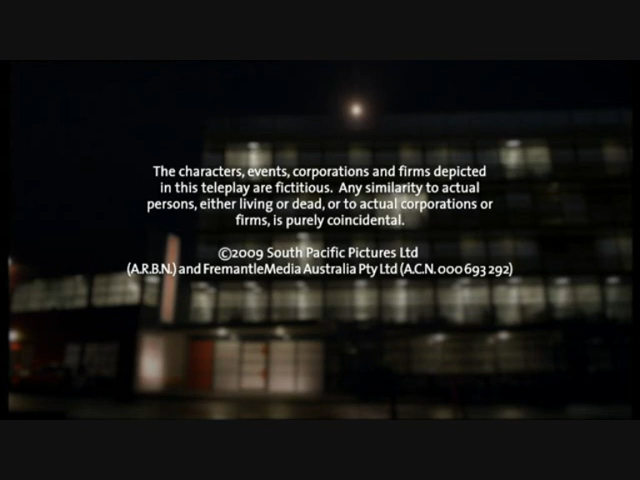 The characters, events, corporations and firms depicted
in this teleplay are fictitious. Any similarity to actual
persons, either living or dead, or to actual corporations or
firms, is purely coincidental.
©2009 South Pacific Pictures Ltd
(A.R.B.N.) and FremantleMedia Australia Pty Ltd (A.C.N. 000 693 292)